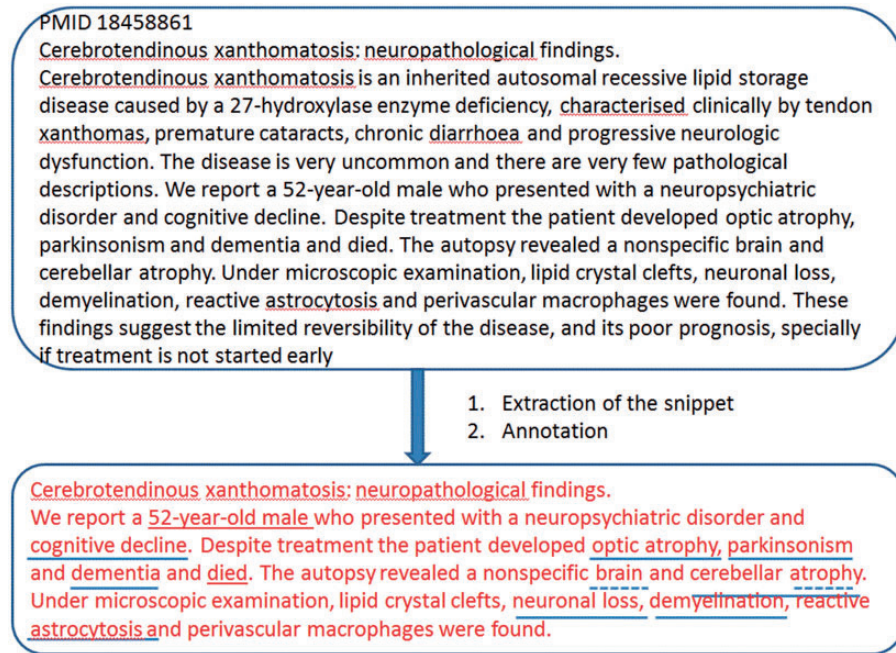 PMID 18458861
Cerebrotendinous xanthomatosis: neuropathological findings.
Cerebrotendinous xanthomatosis is an inherited autosomal recessive lipid storage
disease caused by a 27-hydroxylase enzyme deficiency, characterised clinically by tendon
xanthomas, premature cataracts, chronic diarrhoea and progressive neurologic
dysfunction. The disease is very uncommon and there are very few pathological
descriptions. We report a 52-year-old male who presented with a neuropsychiatric
disorder and cognitive decline. Despite treatment the patient developed optic atrophy,
parkinsonism and dementia and died. The autopsy revealed a nonspecific brain and
cerebellar atrophy. Under microscopic examination, lipid crystal clefts, neuronal loss,
demyelination, reactive astrocytosis and perivascular macrophages were found. These
findings suggest the limited reversibility of the disease, and its poor prognosis, specially
if treatment is not started early
1. Extraction of the snippet
2. Annotation
Cerebrotendinous xanthomatosis: neuropathological findings.
We report a 52-year-old male who presented with a neuropsychiatric disorder and
cognitive decline. Despite treatment the patient developed optic atrophy, parkinsonism
and dementia and died. The autopsy revealed a nonspecific brain and cerebellar atrophy.
Under microscopic examination, lipid crystal clefts, neuronal loss, demyelination, reactive
astrocytosis and perivascular macrophages were found.